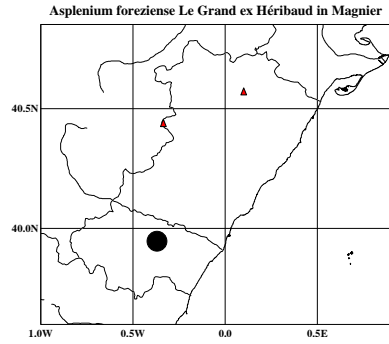 Asplenium foreziense Le Grand ex Héribaud in Magnier
40.5N
40.0N
1.0W 0.5W 0.0 0.5E